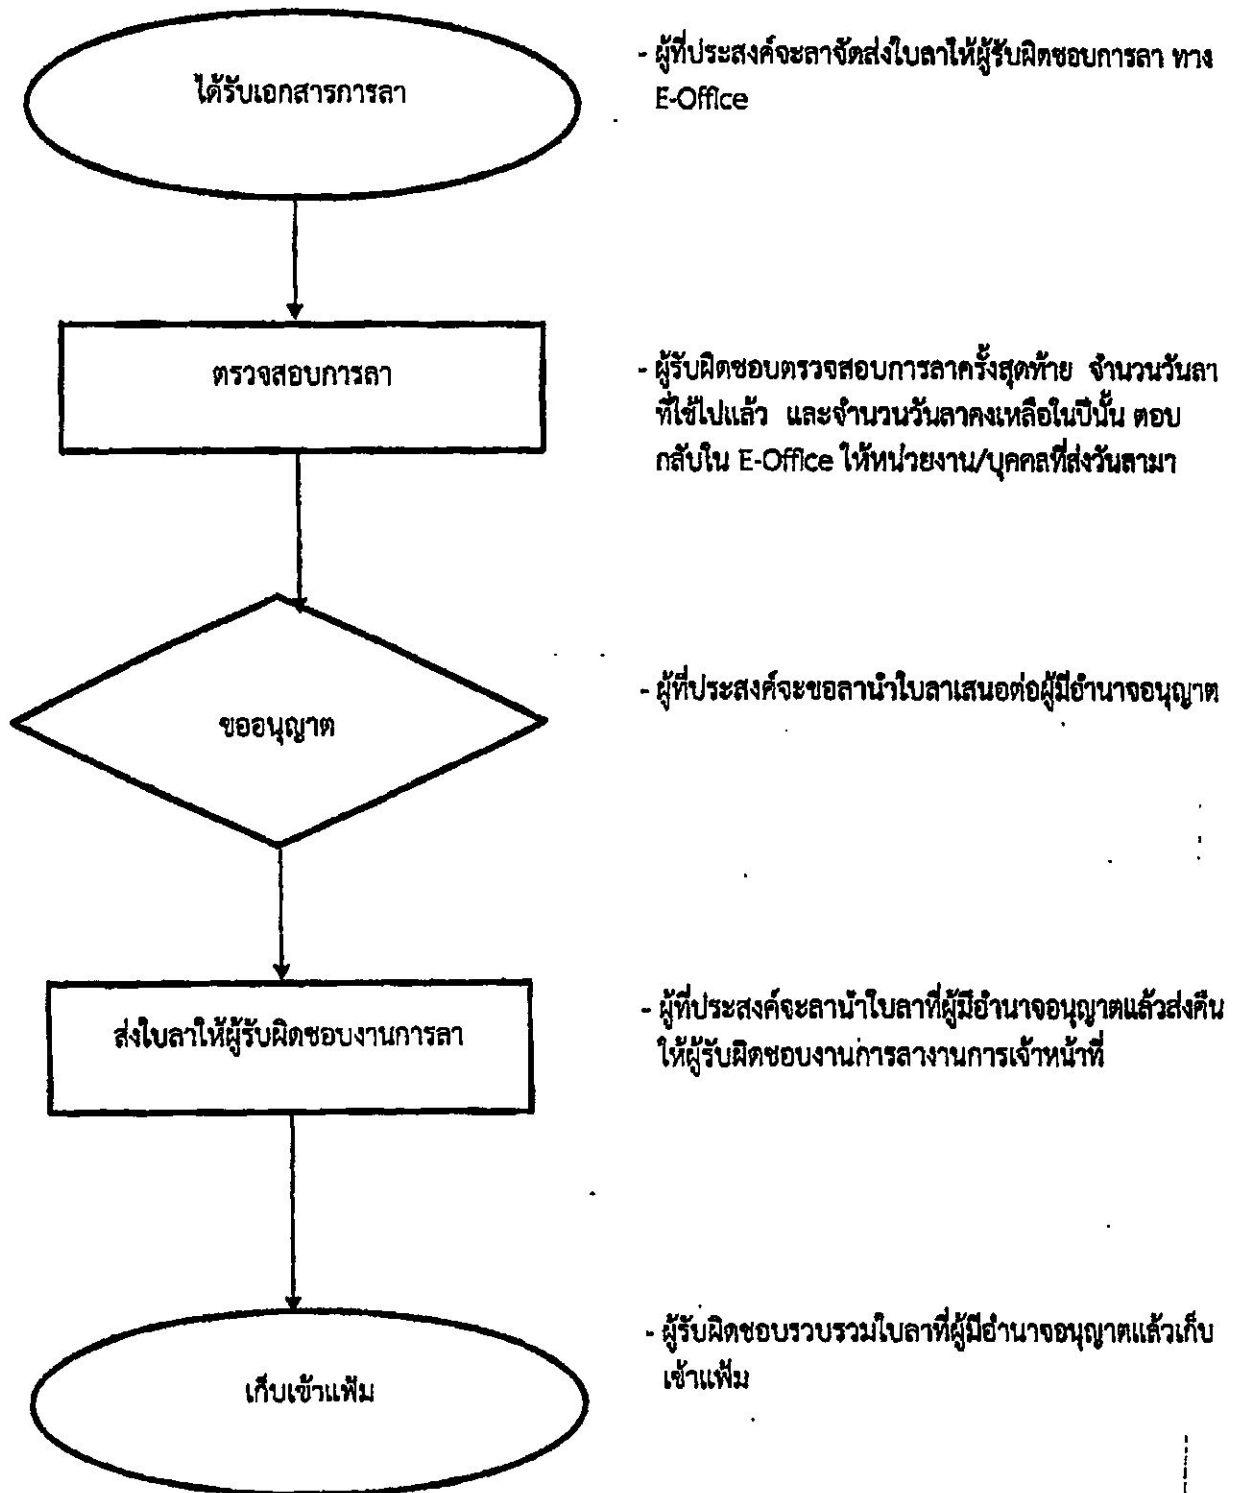 ได้รับเอกสารการลา
- ผู้ที่ประสงค์จะลาจัดส่งใบลาให้ผู้รับผิดชอบการลา ทาง
E-Office
ตรวจสอบการลา
- ผู้รับผิดชอบตรวจสอบการลาครั้งสุดท้าย จำนวนวันลา
ที่ใช้ไปแล้ว และจำนวนวันลาคงเหลือในปีนั้น ตอบ
กลับใน E-Office ให้หน่วยงาน/บุคคลที่ส่งวันลามา
ขออนุญาต
- ผู้ที่ประสงค์จะขอลานำใบลาเสนอต่อผู้มีอำนาจอนุญาต
ส่งใบลาให้ผู้รับผิดชอบงานการลา
- ผู้ที่ประสงค์จะลานำใบลาที่ผู้มีอำนาจอนุญาตแล้วส่งคืน
ให้ผู้รับผิดชอบงานการลางานการเจ้าหน้าที่
เก็บเข้าแฟ้ม
- ผู้รับผิดชอบรวบรวมใบลาที่ผู้มีอำนาจอนุญาตแล้วเก็บ
เข้าแฟ้ม